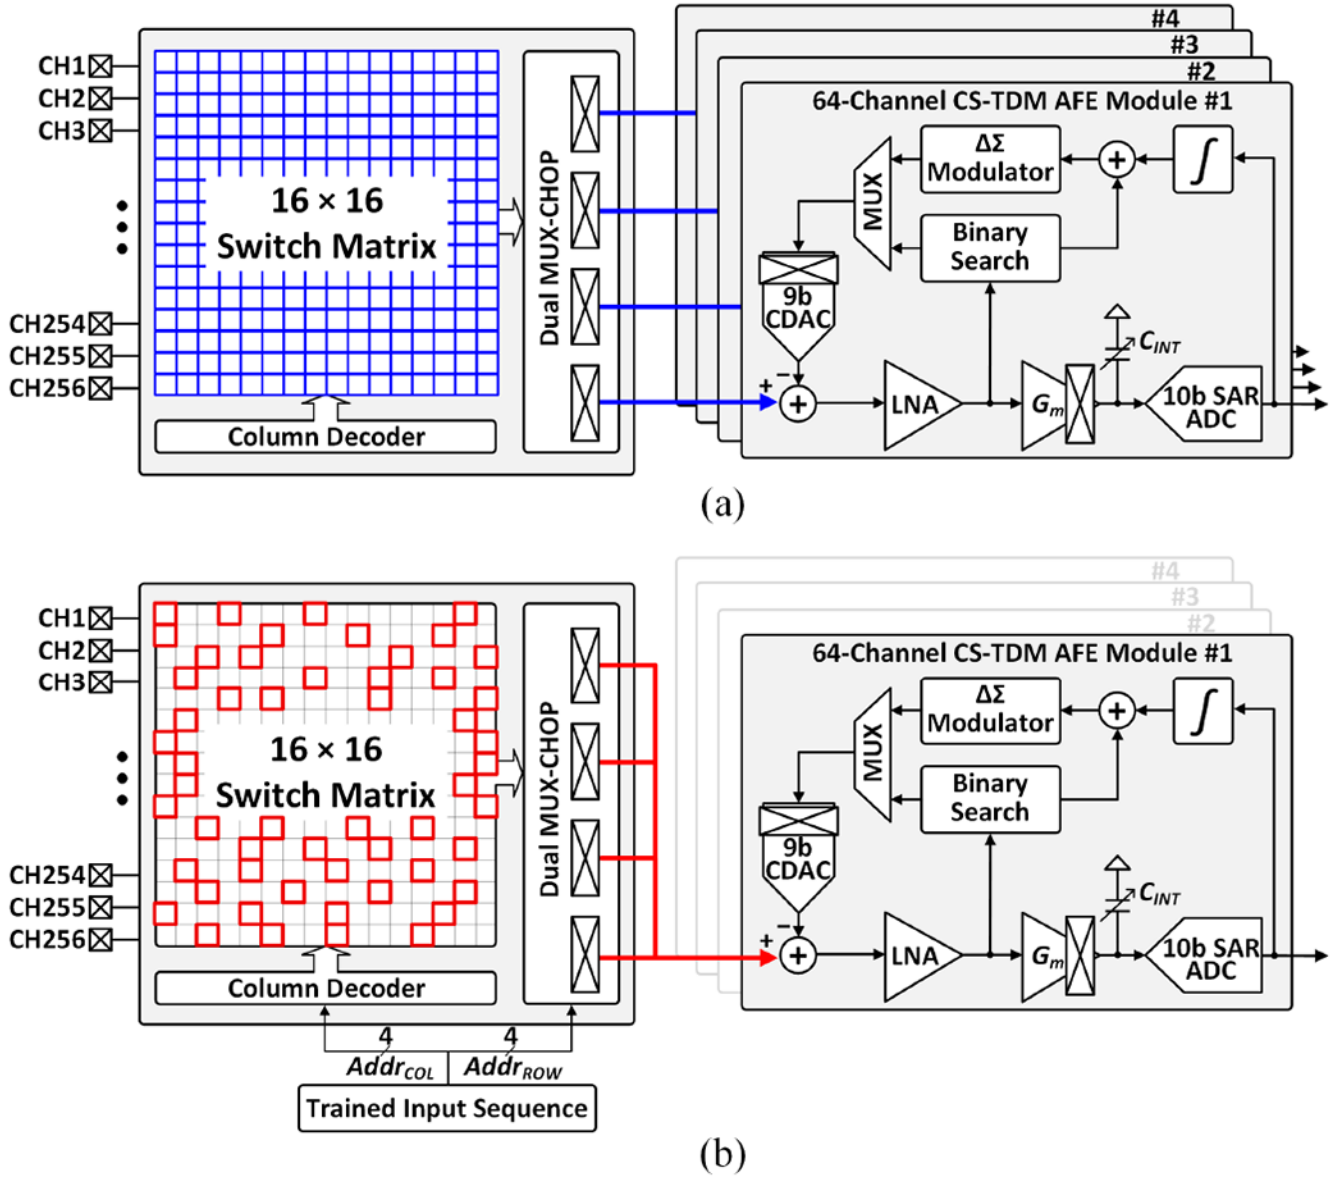 #4
#3
#2
64-Channel CS-TDM AFE Module #1
CH1
CH2
CH3
CH254
CH255
CH256
16 × 16
Switch Matrix
Column Decoder
Dual MUX-CHOP
MUX
ΔΣ
Modulator
+
∫
Binary
Search
9b
CDAC
−
+
+
LNA
Gm
CINT
10b SAR
ADC
(a)
#4
#3
#2
64-Channel CS-TDM AFE Module #1
CH1
CH2
CH3
CH254
CH255
CH256
16 × 16
Switch Matrix
Column Decoder
Dual MUX-CHOP
MUX
ΔΣ
Modulator
+
∫
Binary
Search
9b
CDAC
−
+
+
LNA
Gm
CINT
10b SAR
ADC
4
4
AddrCOL
AddrROW
Trained Input Sequence
(b)